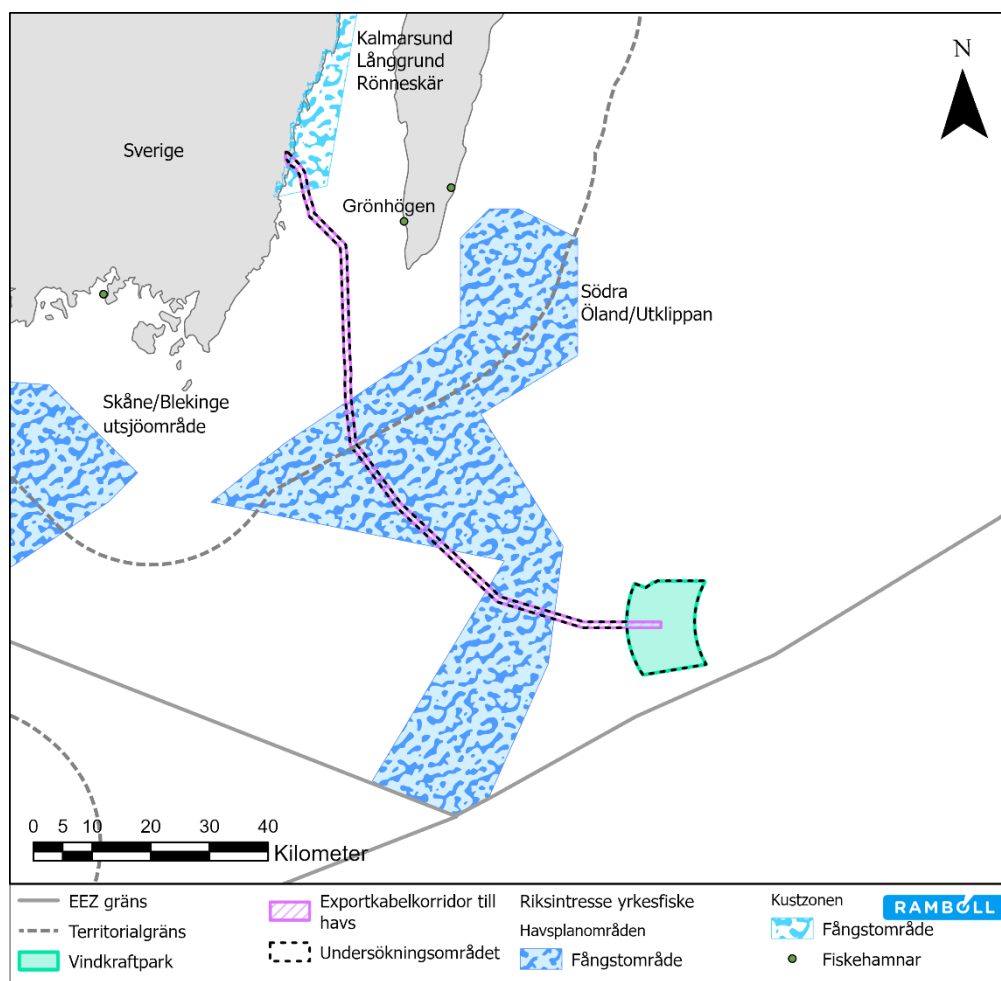 Kalmarsund
Långgrund
Rönneskär
N
Sverige
Grönhögen
Södra
Öland/Utklippan
Skåne/Blekinge
utsjöområde
0 5 10 20 30 40
Kilometer
EEZ gräns
Territorialgräns
Vindkraftpark
Exportkabelkorridor till
havs
Undersökningsområdet
Riksintresse yrkesfiske
Havsplanområden
Fångstområde
Kustzonen
Fångstområde
Fiskehamnar
RAMBOLL